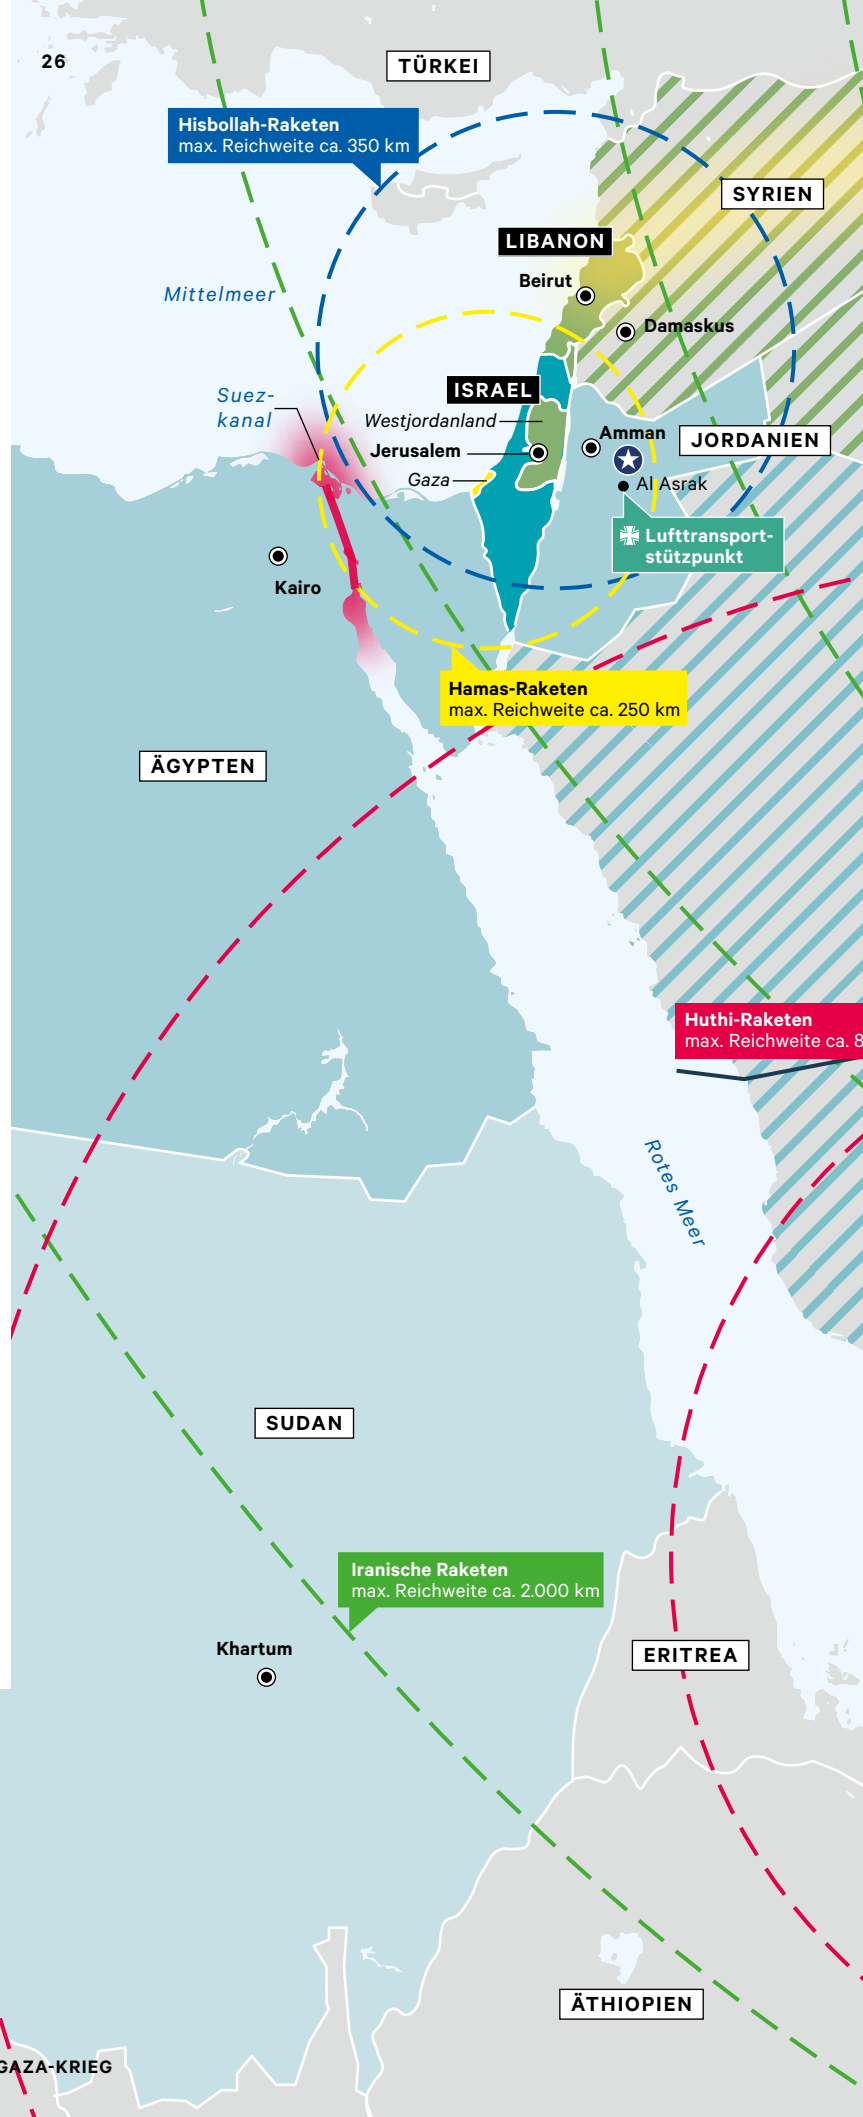 26
TÜRKEI
Hisbollah-Raketen
max. Reichweite ca. 350 km
SYRIEN
LIBANON
Beirut
Mittelmeer
Damaskus
ISRAEL
Suez-
kanal
Westjordanland
Amman
JORDANIEN
Jerusalem
Gaza
Al Asrak
Lufttransport-
stützpunkt
Kairo
Hamas-Raketen
max. Reichweite ca. 250 km
ÄGYPTEN
Huthi-Raketen
max. Reichweite ca. 8
Rotes Meer
SUDAN
Iranische Raketen
max. Reichweite ca. 2.000 km
Khartum
ERITREA
ÄTHIOPIEN
GAZA-KRIEG